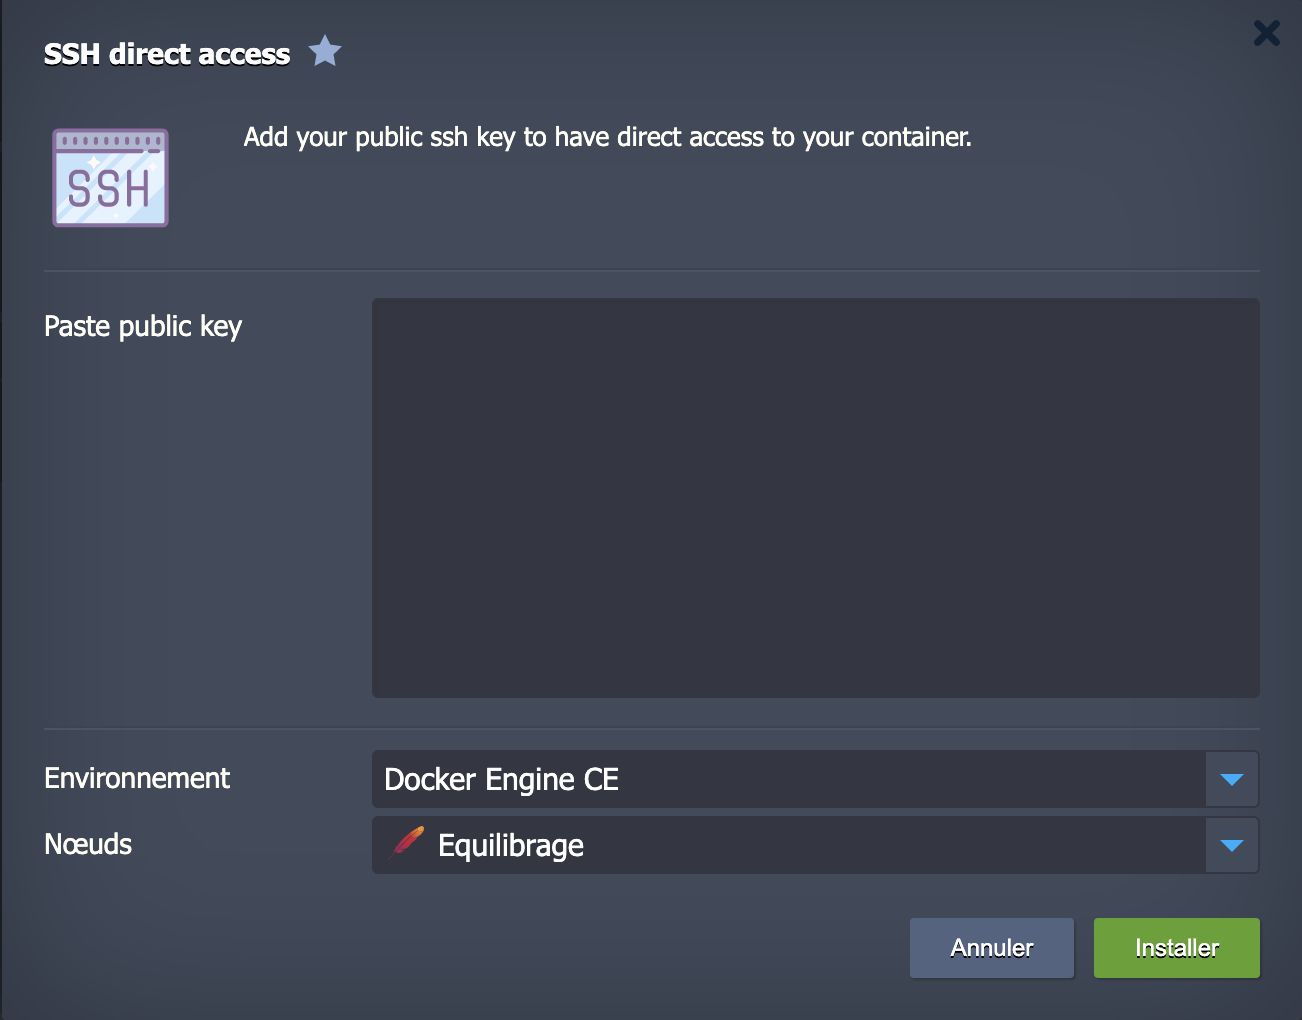 SSH direct access
SSH
Add your public ssh key to have direct access to your container.
Paste public key
Environnement
Docker Engine CE
Nœuds
Equilibrage
Annuler
Installer